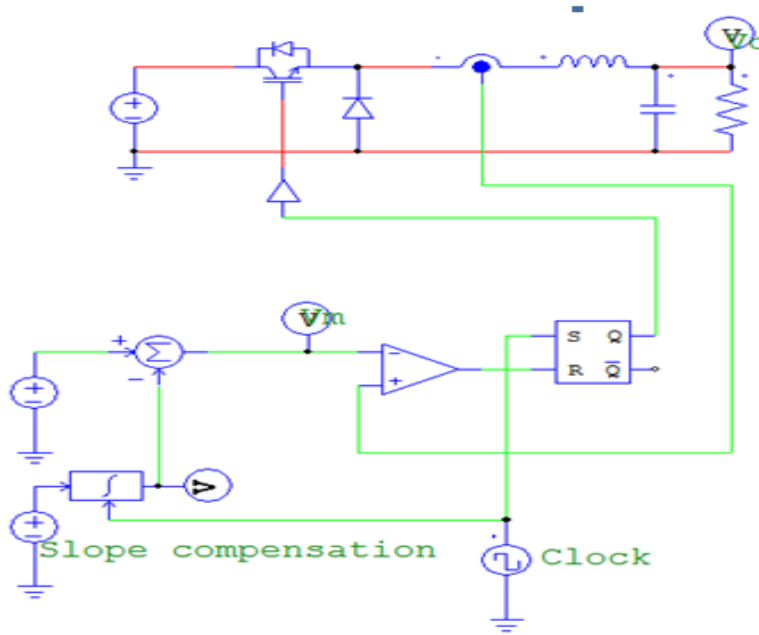 V
Vo
Vm
V
S Q
R Q̅
V
Slope compensation
Clock